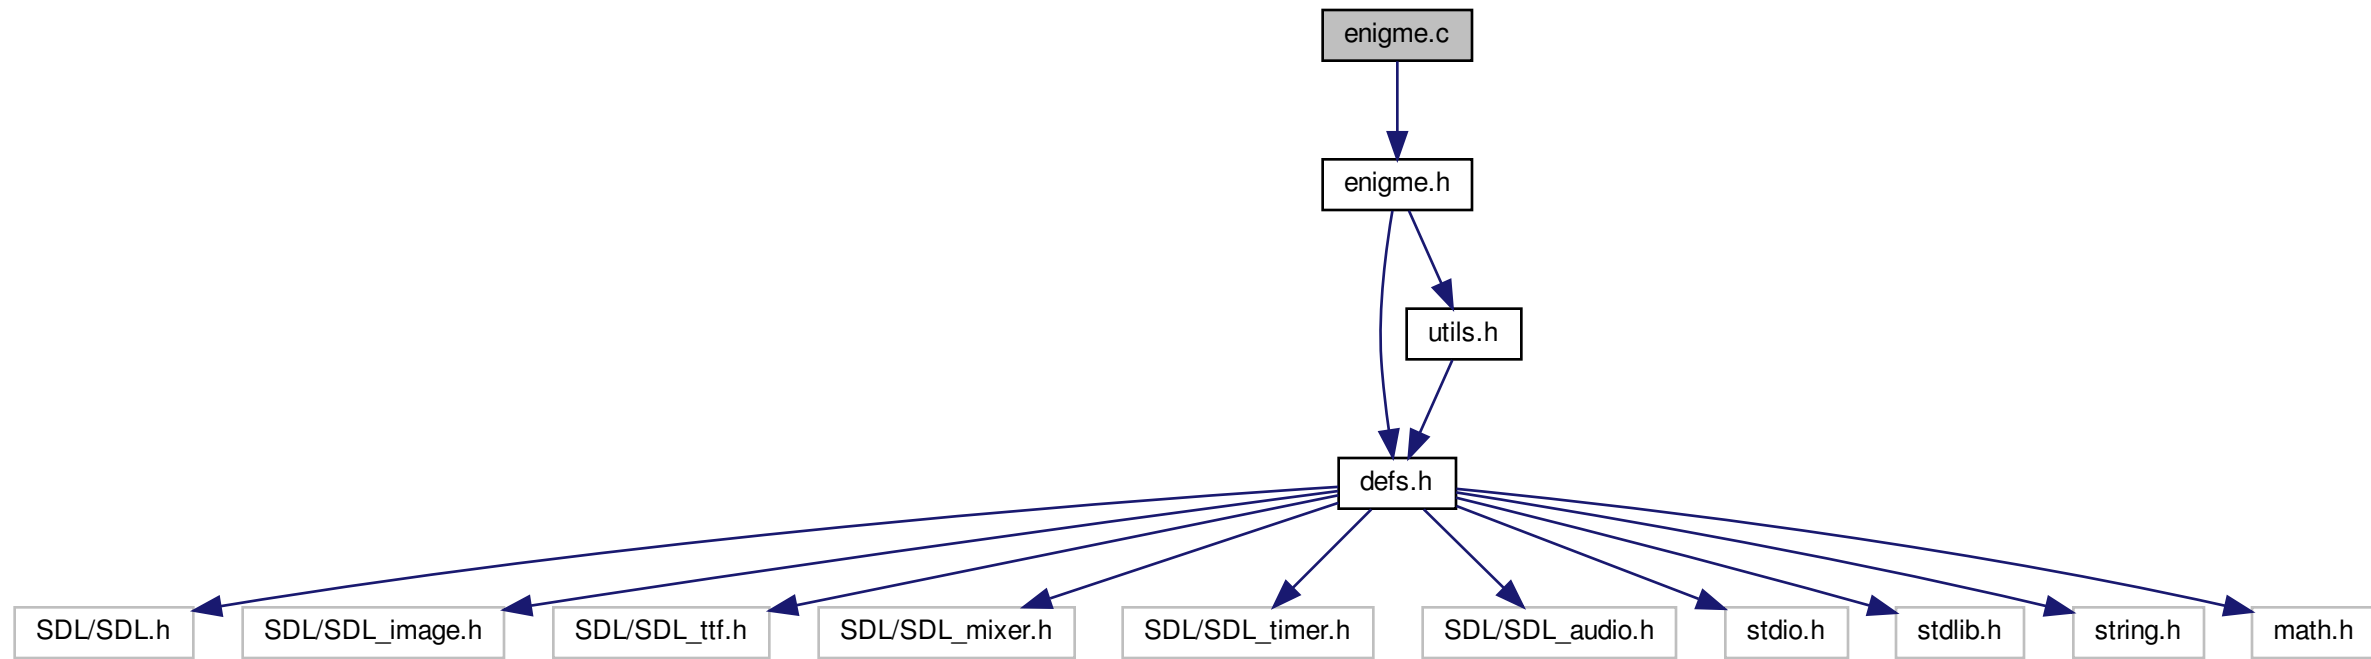 enigme.c
enigme.h
utils.h
defs.h
SDL/SDL.h
SDL/SDL_image.h
SDL/SDL_ttf.h
SDL/SDL_mixer.h
SDL/SDL_timer.h
SDL/SDL_audio.h
stdio.h
stdlib.h
string.h
math.h